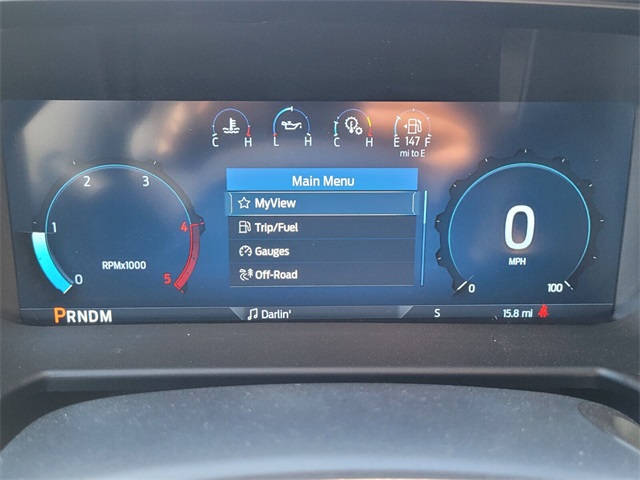 C H L H C H E 147 F
mi to E
Main Menu
MyView
Trip/Fuel
Gauges
Off-Road
0 1 2 3 4 5
RPMx1000
0
MPH
0 100
PRNDM
Darlin'
S
15.8 mi